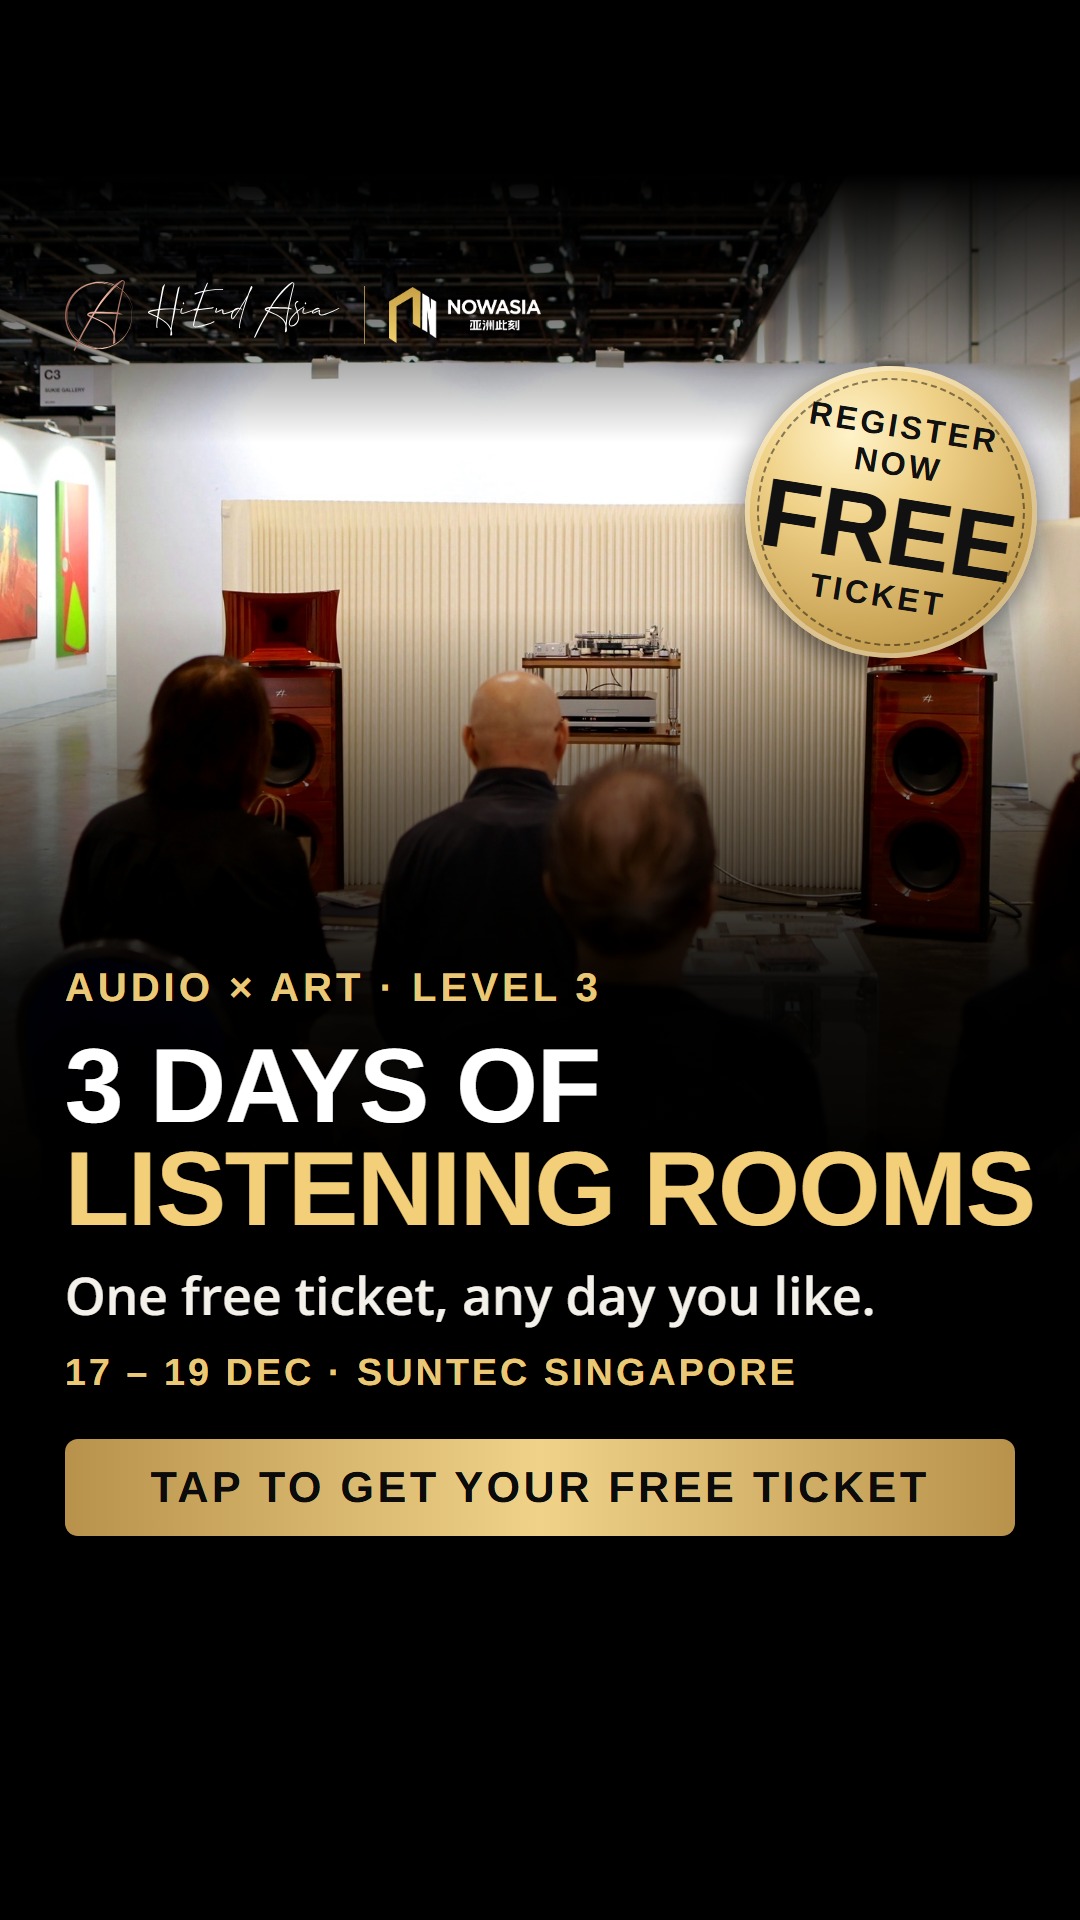 HiEnd Asia
NOWASIA
亚洲此刻
C3
REGISTER
NOW
FREE
TICKET
AUDIO × ART · LEVEL 3
3 DAYS OF
LISTENING ROOMS
One free ticket, any day you like.
17 – 19 DEC · SUNTEC SINGAPORE
TAP TO GET YOUR FREE TICKET